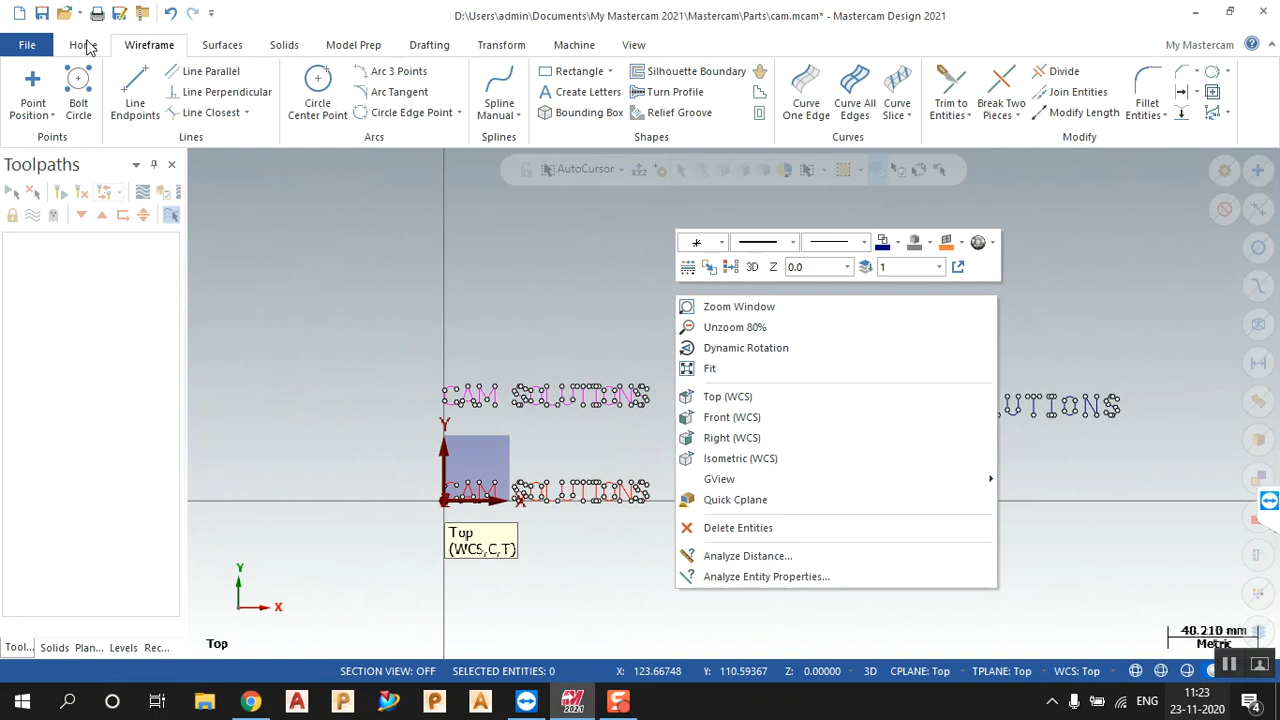 D:\Users\admin\Documents\My Mastercam 2021\Mastercam\Parts\cam.mcam* - Mastercam Design 2021
File Home Wireframe Surfaces Solids Model Prep Drafting Transform Machine View My Mastercam
Point Position
Bolt Circle
Points
Line Endpoints
Line Parallel
Line Perpendicular
Line Closest
Lines
Circle Center Point
Arc 3 Points
Arc Tangent
Circle Edge Point
Arcs
Spline Manual
Splines
Rectangle
Create Letters
Bounding Box
Silhouette Boundary
Turn Profile
Relief Groove
Shapes
Curve One Edge
Curve All Edges
Curve Slice
Curves
Trim to Entities
Break Two Pieces
Divide
Join Entities
Modify Length
Fillet Entities
Modify
Toolpaths
AutoCursor
3D Z 0.0 1
Zoom Window
Unzoom 80%
Dynamic Rotation
Fit
Top (WCS)
Front (WCS)
Right (WCS)
Isometric (WCS)
GView
Quick Cplane
Delete Entities
Analyze Distance...
Analyze Entity Properties...
CAM SOLUTIONS
UTIONS
Y
CAM SOLUTIONS
X
Top
(WCS,C,T)
Y
X
Top
40.210 mm
Metric
Tool... Solids Plan... Levels Rec...
SECTION VIEW: OFF SELECTED ENTITIES: 0 X: 123.66748 Y: 110.59367 Z: 0.00000 3D CPLANE: Top TPLANE: Top WCS: Top
ENG
11:23
23-11-2020
4
2021